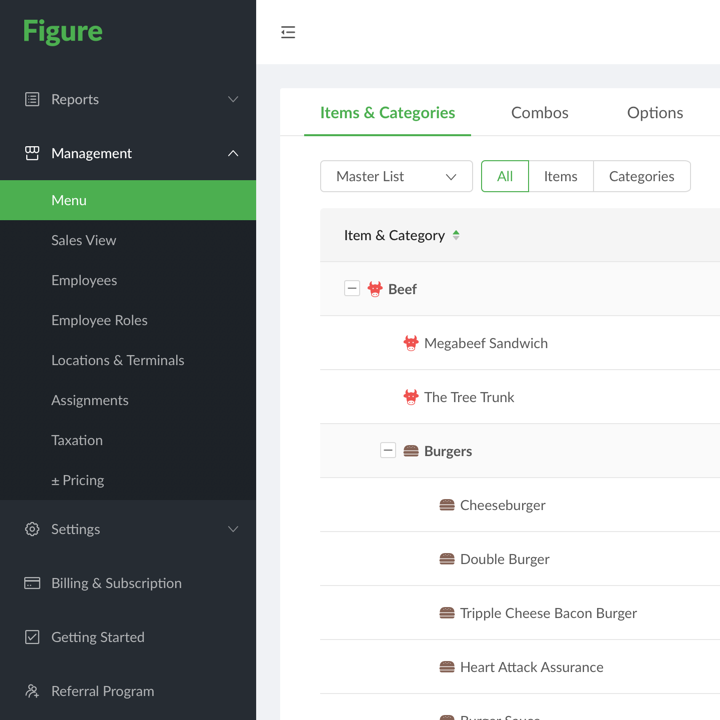 Figure
Reports
Management
Menu
Sales View
Employees
Employee Roles
Locations & Terminals
Assignments
Taxation
± Pricing
Settings
Billing & Subscription
Getting Started
Referral Program
Items & Categories
Combos
Options
Master List
All
Items
Categories
Item & Category
Beef
Megabeef Sandwich
The Tree Trunk
Burgers
Cheeseburger
Double Burger
Tripple Cheese Bacon Burger
Heart Attack Assurance
Burger Sauce